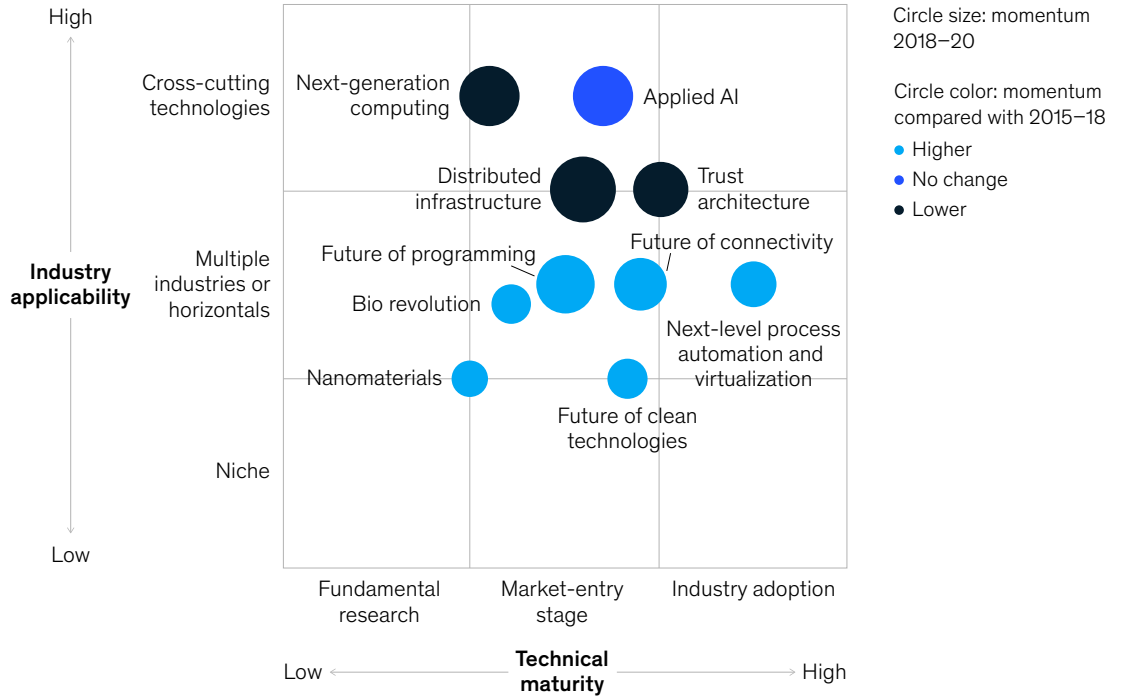 High
Cross-cutting
technologies
Next-generation
computing
Applied AI
Distributed
infrastructure
Trust
architecture
Industry
applicability
Multiple
industries or
horizontals
Future of programming
Future of connectivity
Bio revolution
Next-level process
automation and
virtualization
Nanomaterials
Future of clean
technologies
Niche
Low
Fundamental
research
Market-entry
stage
Industry adoption
Low
Technical
maturity
High
Circle size: momentum
2018–20
Circle color: momentum
compared with 2015–18
Higher
No change
Lower